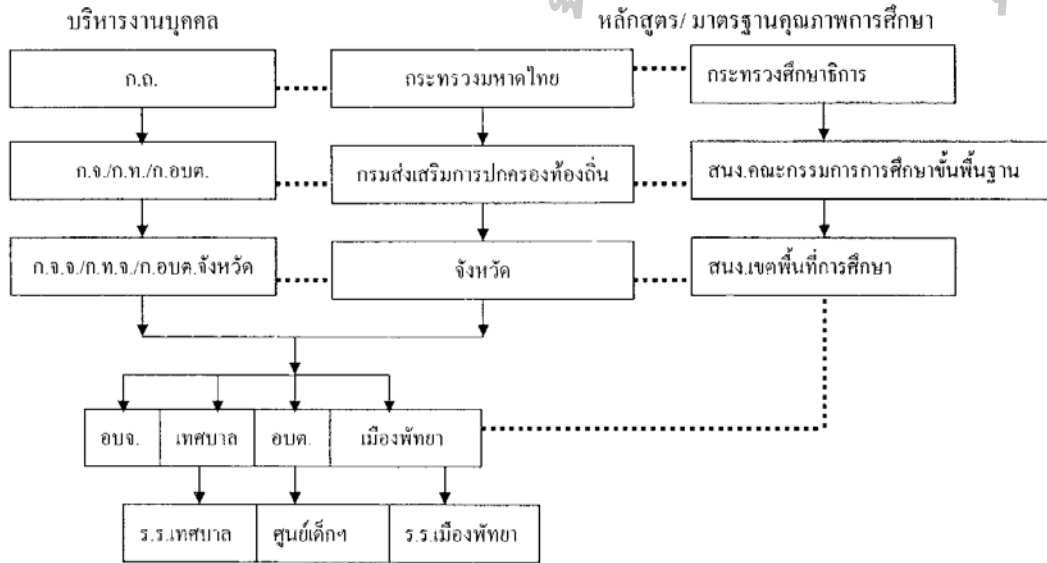 บริหารงานบุคคล
หลักสูตร/ มาตรฐานคุณภาพการศึกษา
ก.ถ.
กระทรวงมหาดไทย
กระทรวงศึกษาธิการ
ก.จ./ก.ท./ก.อบต.
กรมส่งเสริมการปกครองท้องถิ่น
สนง.คณะกรรมการการศึกษาขั้นพื้นฐาน
ก.จ.จ./ก.ท.จ./ก.อบต.จังหวัด
จังหวัด
สนง.เขตพื้นที่การศึกษา
อบจ.
เทศบาล
อบต.
เมืองพัทยา
ร.ร.เทศบาล
ศูนย์เด็กฯ
ร.ร.เมืองพัทยา